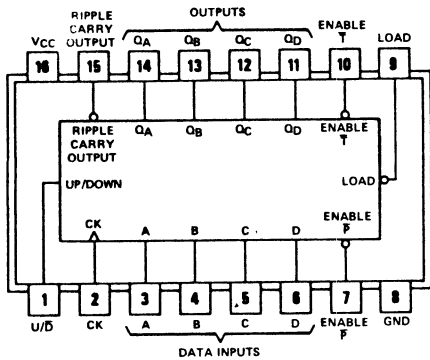 OUTPUTS
RIPPLE CARRY OUTPUT
ENABLE T̅
VCC
QA QB QC QD
LOAD
16 15 14 13 12 11 10 9
RIPPLE CARRY OUTPUT
QA QB QC QD
ENABLE T̅
UP/DOWN
LOAD
CK
A B C D
ENABLE P̅
1 2 3 4 5 6 7 8
U/D̅ CK A B C D
ENABLE P̅
GND
DATA INPUTS